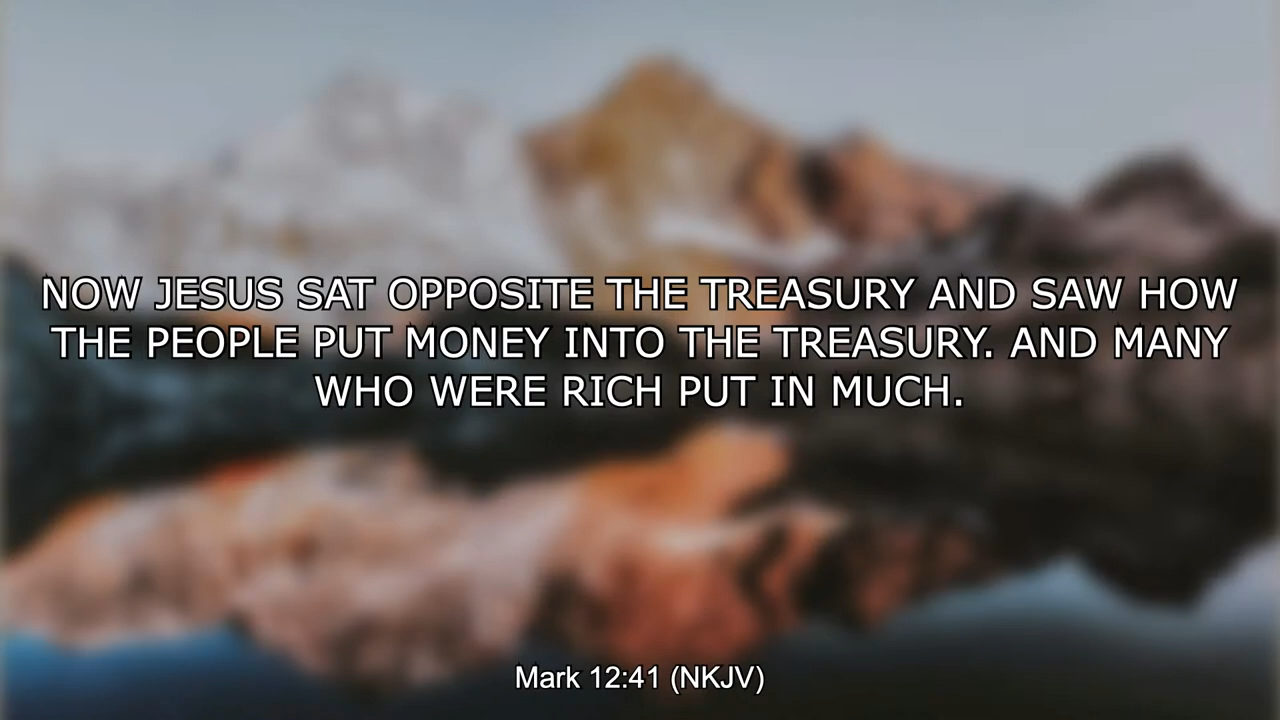 NOW JESUS SAT OPPOSITE THE TREASURY AND SAW HOW
THE PEOPLE PUT MONEY INTO THE TREASURY. AND MANY
WHO WERE RICH PUT IN MUCH.
Mark 12:41 (NKJV)